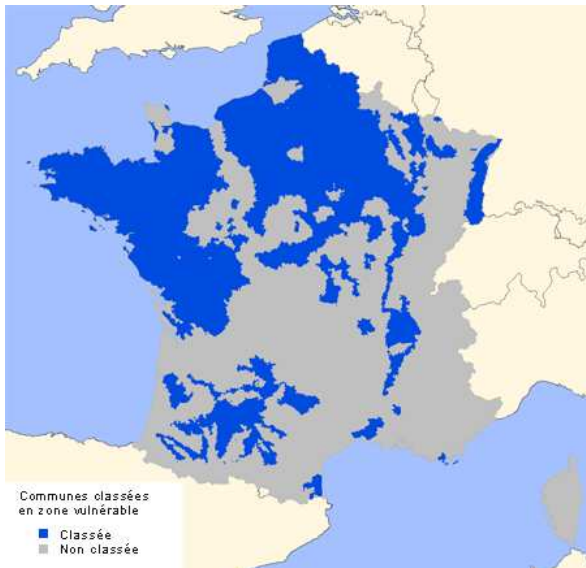 Communes classées
en zone vulnérable
Classée
Non classée